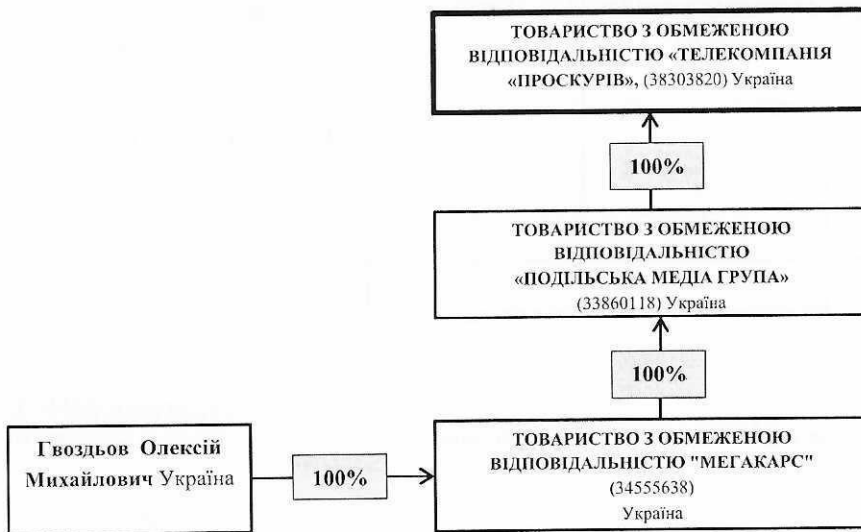 ТОВАРИСТВО З ОБМЕЖЕНОЮ
ВІДПОВІДАЛЬНІСТЮ «ТЕЛЕКОМПАНІЯ
«ПРОСКУРІВ», (38303820) Україна
100%
ТОВАРИСТВО З ОБМЕЖЕНОЮ
ВІДПОВІДАЛЬНІСТЮ
«ПОДІЛЬСЬКА МЕДІА ГРУПА»
(33860118) Україна
100%
Гвоздьов Олексій
Михайлович Україна
100%
ТОВАРИСТВО З ОБМЕЖЕНОЮ
ВІДПОВІДАЛЬНІСТЮ "МЕГАКАРС"
(34555638)
Україна